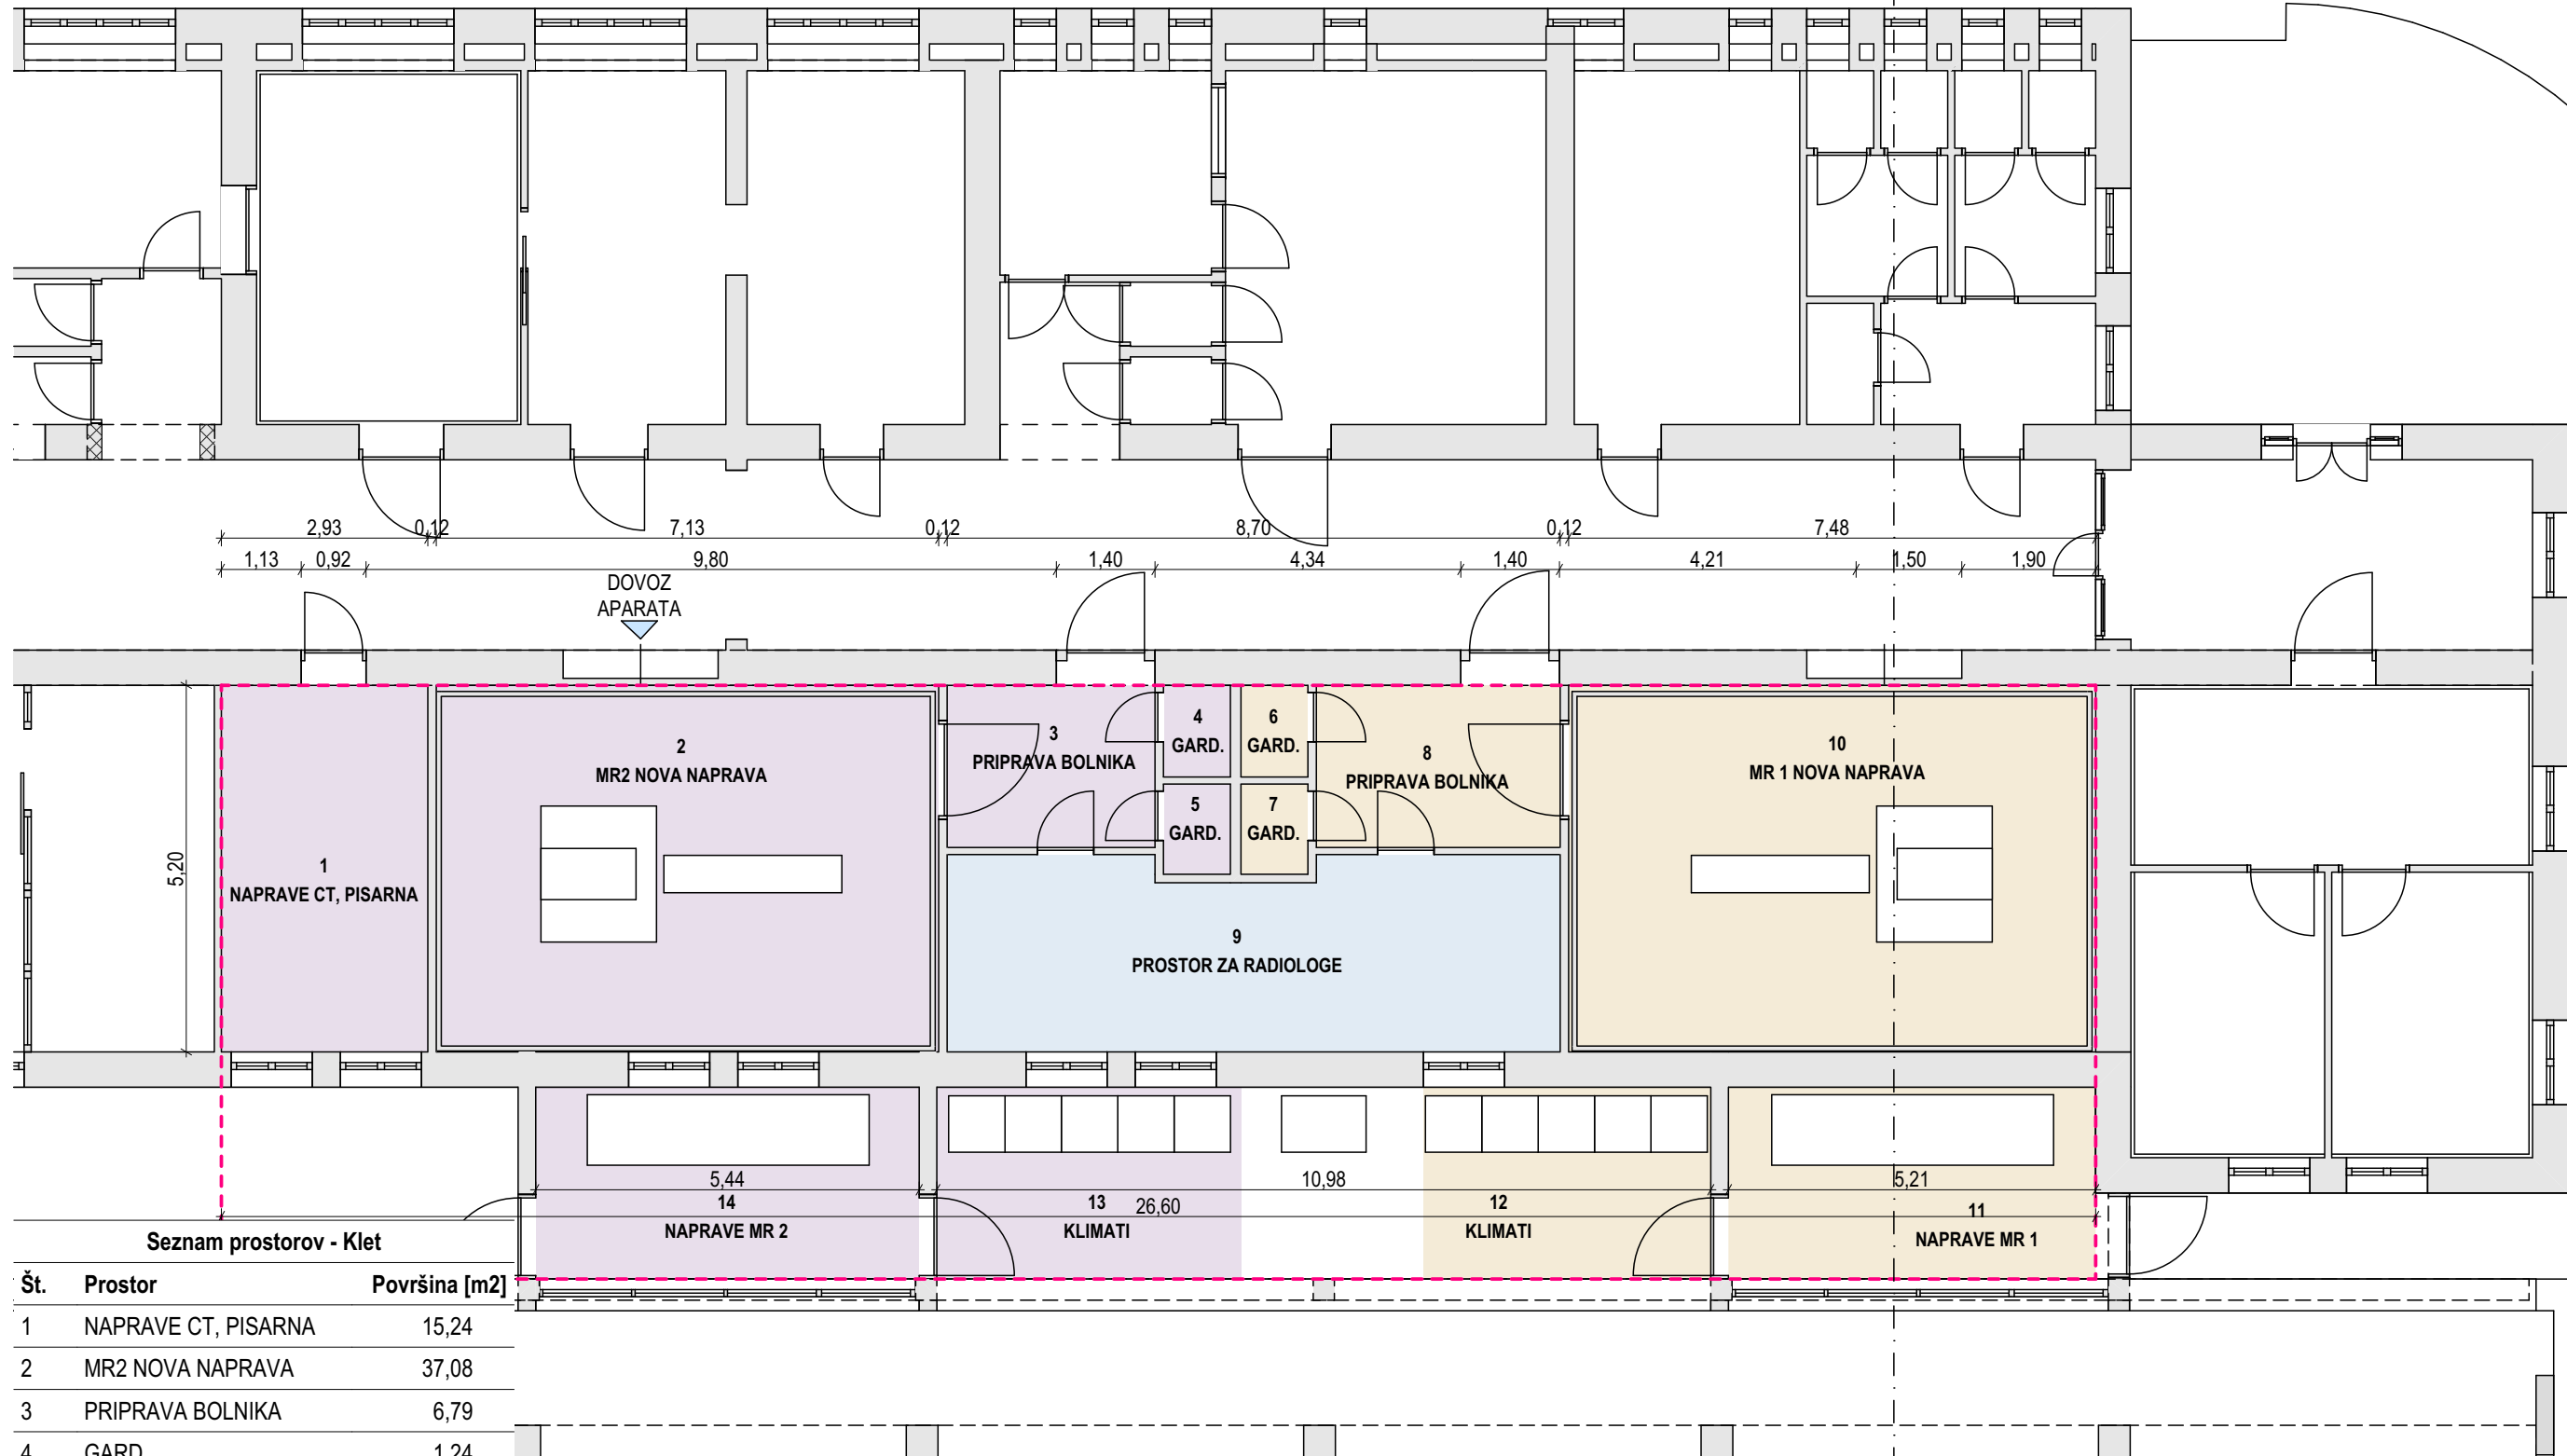 2,93
0,12
7,13
0,12
8,70
0,12
7,48
1,13
0,92
9,80
1,40
4,34
1,40
4,21
1,50
1,90
DOVOZ
APARATA
5,20
1
NAPRAVE CT, PISARNA
2
MR2 NOVA NAPRAVA
3
PRIPRAVA BOLNIKA
4
GARD.
5
GARD.
6
GARD.
7
GARD.
8
PRIPRAVA BOLNIKA
9
PROSTOR ZA RADIOLOGE
10
MR 1 NOVA NAPRAVA
5,44
10,98
5,21
26,60
14
NAPRAVE MR 2
13
KLIMATI
12
KLIMATI
11
NAPRAVE MR 1
Seznam prostorov - Klet
Št. Prostor Površina [m2]
1 NAPRAVE CT, PISARNA 15,24
2 MR2 NOVA NAPRAVA 37,08
3 PRIPRAVA BOLNIKA 6,79
4 GARD. 1,24